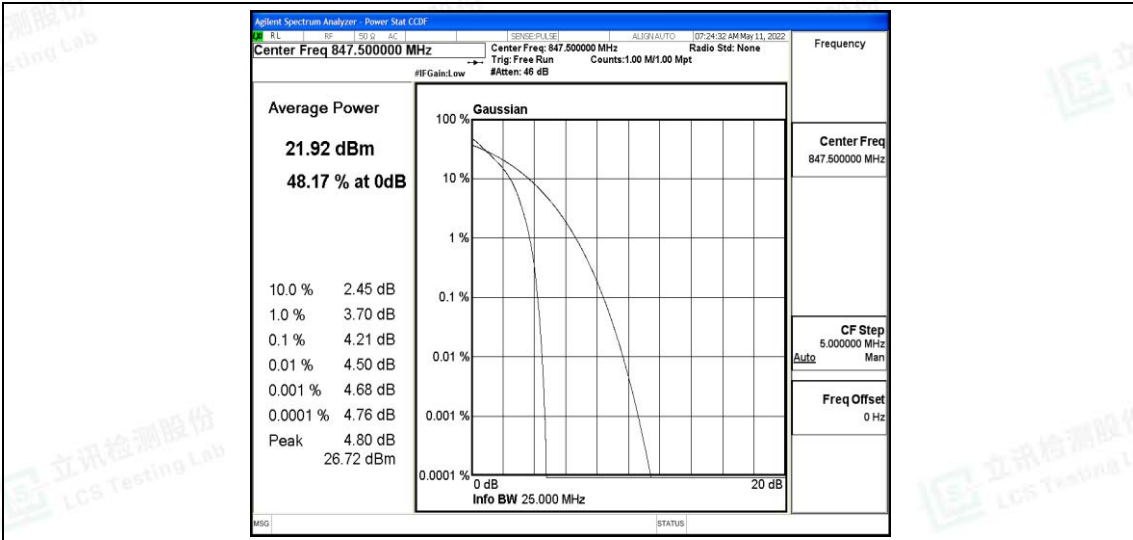 Agilent Spectrum Analyzer - Power Stat CCDF
RL RF 50 Ω AC SENSE:PULSE ALIGNAUTO 07:24:32 AM May 11, 2022
Center Freq 847.500000 MHz
Center Freq: 847.500000 MHz Radio Std: None
Trig: Free Run Counts:1.00 M/1.00 Mpt
#IFGain:Low #Atten: 46 dB
Frequency
Average Power
21.92 dBm
48.17 % at 0dB
10.0 % 2.45 dB
1.0 % 3.70 dB
0.1 % 4.21 dB
0.01 % 4.50 dB
0.001 % 4.68 dB
0.0001 % 4.76 dB
Peak 4.80 dB
26.72 dBm
Gaussian
100 %
10 %
1 %
0.1 %
0.01 %
0.001 %
0.0001 %
0 dB 20 dB
Info BW 25.000 MHz
Center Freq
847.500000 MHz
CF Step
5.000000 MHz
Auto Man
Freq Offset
0 Hz
MSG STATUS
立讯检测股份
LCS Testing Lab